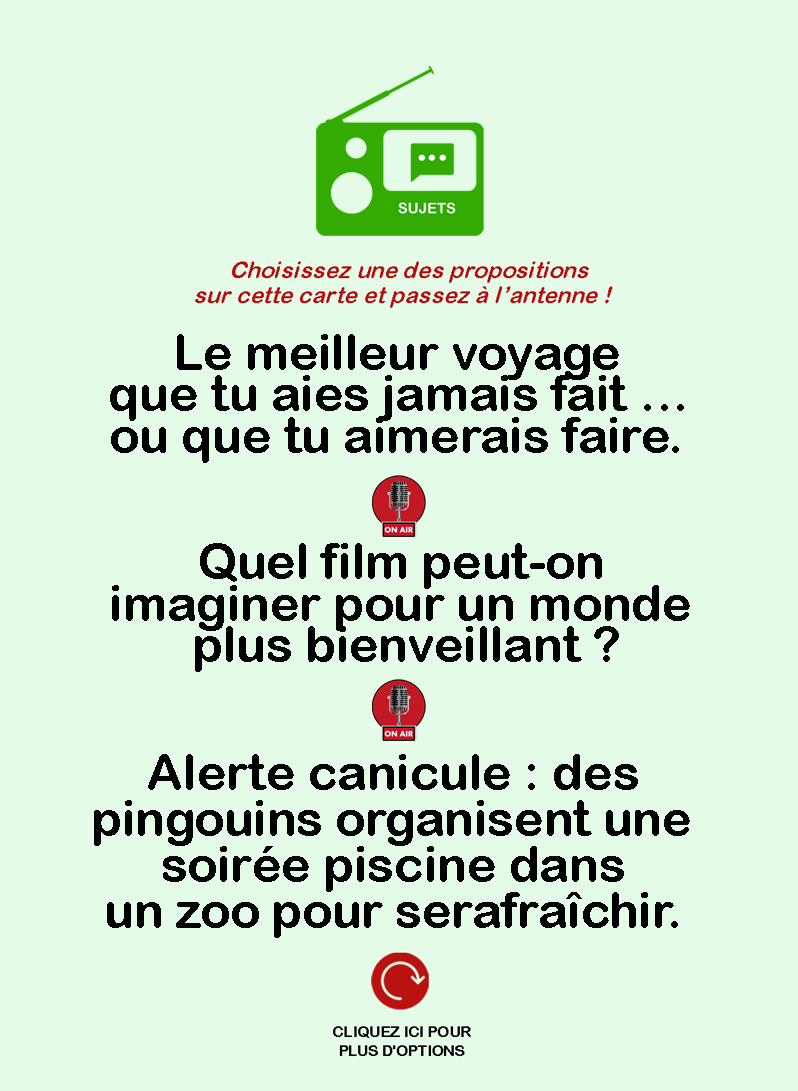 SUJETS
Choisissez une des propositions
sur cette carte et passez à l’antenne !
Le meilleur voyage
que tu aies jamais fait ...
ou que tu aimerais faire.
ON AIR
Quel film peut-on
imaginer pour un monde
plus bienveillant ?
ON AIR
Alerte canicule : des
pingouins organisent une
soirée piscine dans
un zoo pour serafraîchir.
CLIQUEZ ICI POUR
PLUS D'OPTIONS